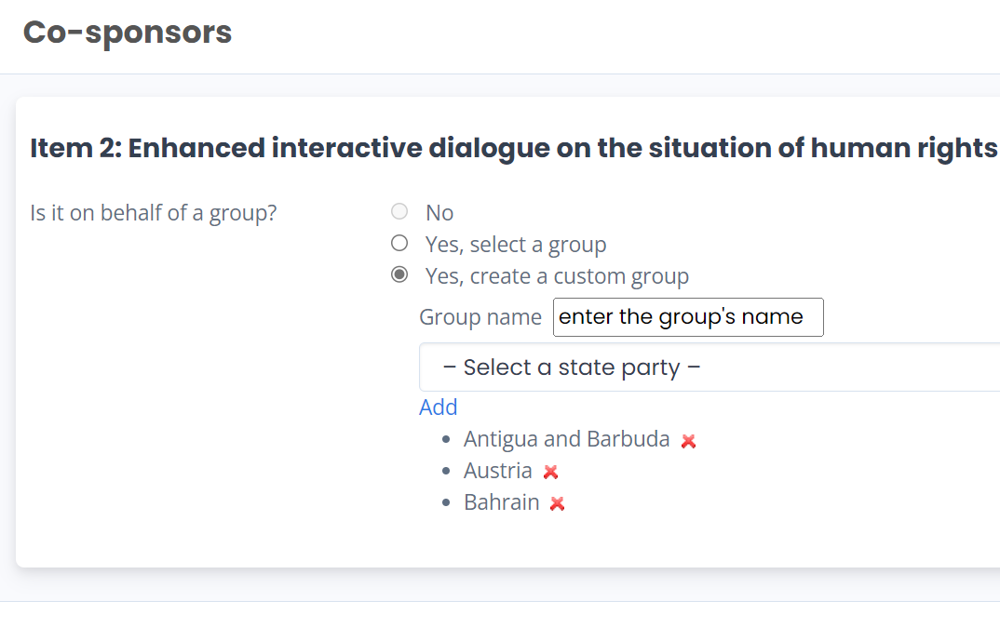 Co-sponsors
Item 2: Enhanced interactive dialogue on the situation of human rights
Is it on behalf of a group?
No
Yes, select a group
Yes, create a custom group
Group name enter the group's name
– Select a state party –
Add
Antigua and Barbuda
Austria
Bahrain